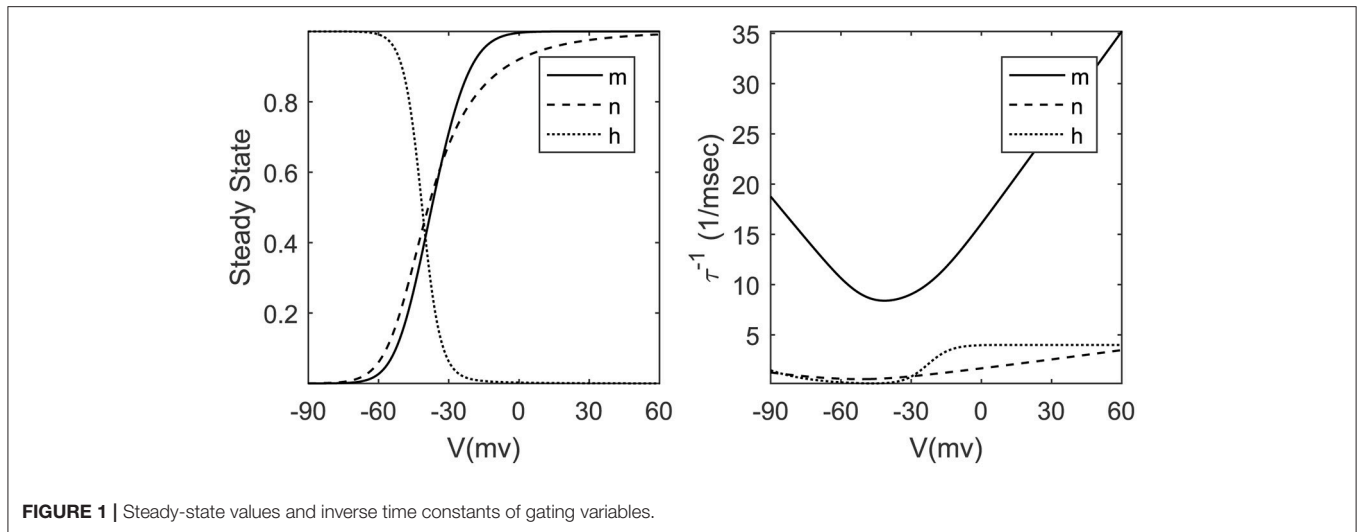 Steady State
0.8
0.6
0.4
0.2
-90 -60 -30 0 30 60
V(mv)
m
n
h
τ⁻¹ (1/msec)
35
30
25
20
15
10
5
-90 -60 -30 0 30 60
V(mv)
m
n
h
FIGURE 1 | Steady-state values and inverse time constants of gating variables.